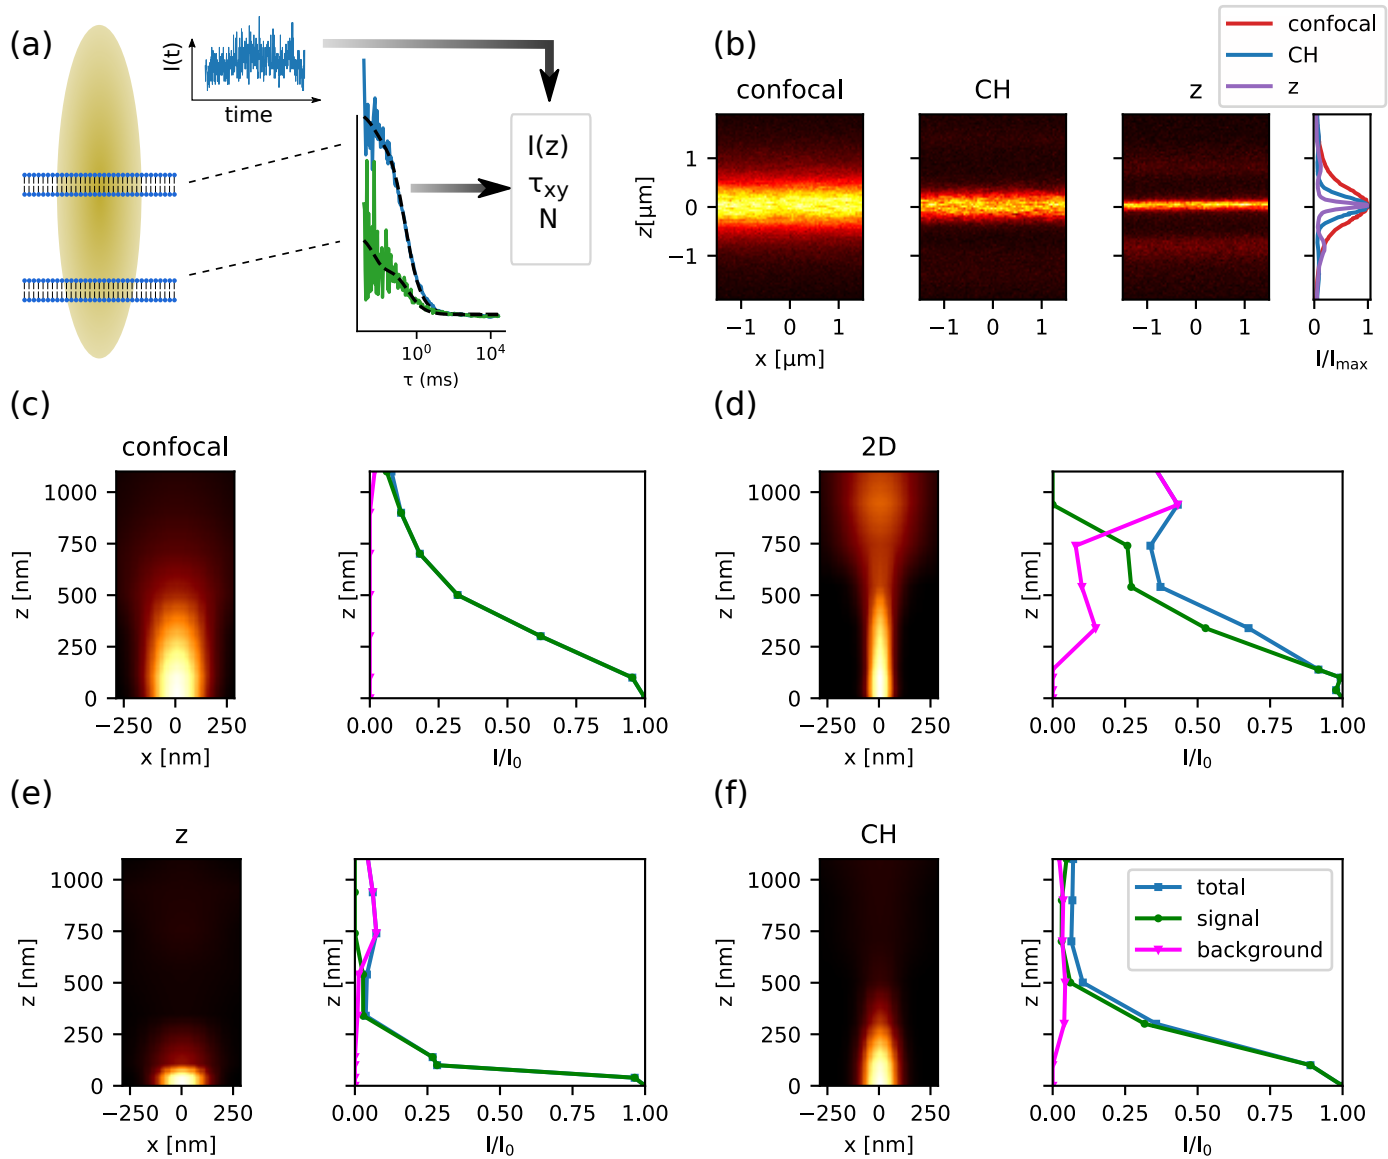 (a)
I(t)
time
I(z)
τxy
N
10⁰ 10⁴
τ (ms)
(b)
confocal
CH
z
confocal CH z
z[μm]
1
0
−1
−1 0 1 −1 0 1 −1 0 1 0 1
x [μm]
I/Imax
(c)
confocal
z [nm]
1000
750
500
250
0
−250 0 250
x [nm]
z [nm]
0.00 0.25 0.50 0.75 1.00
I/I₀
(d)
2D
z [nm]
1000
750
500
250
0
−250 0 250
x [nm]
z [nm]
0.00 0.25 0.50 0.75 1.00
I/I₀
(e)
z
z [nm]
1000
750
500
250
0
−250 0 250
x [nm]
z [nm]
0.00 0.25 0.50 0.75 1.00
I/I₀
(f)
CH
z [nm]
1000
750
500
250
0
−250 0 250
x [nm]
z [nm]
total
signal
background
0.00 0.25 0.50 0.75 1.00
I/I₀